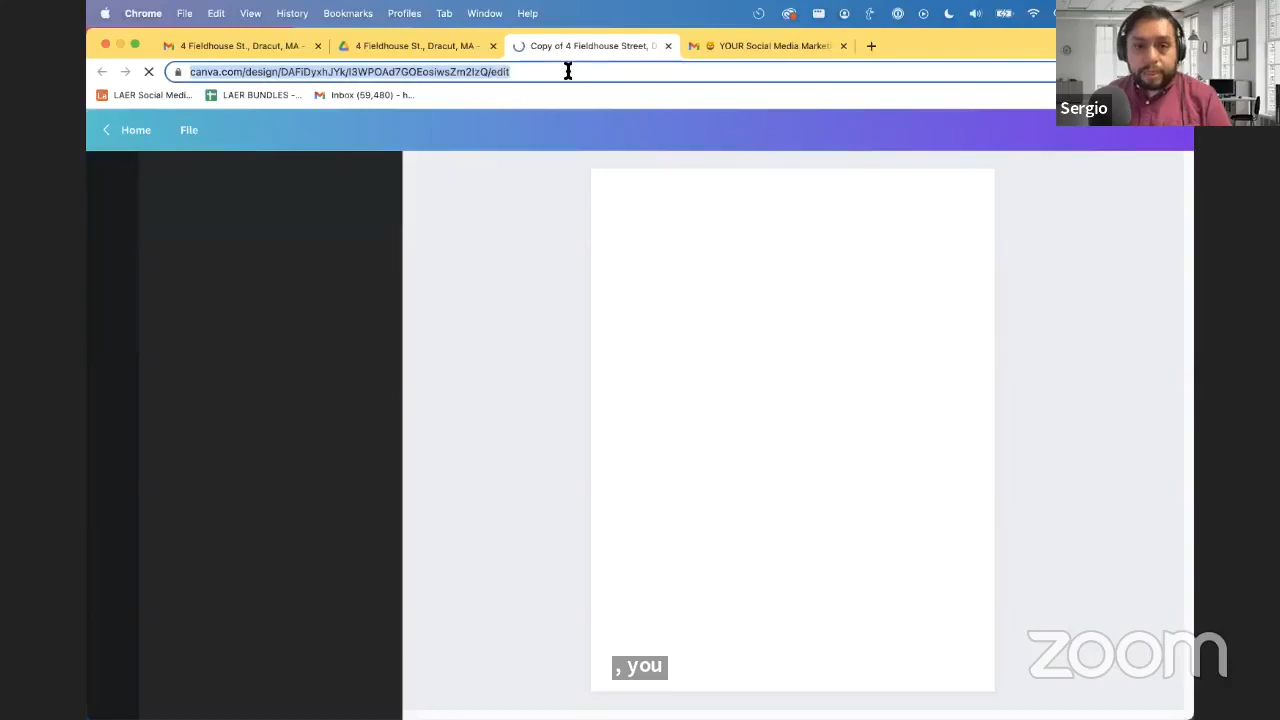 Chrome File Edit View History Bookmarks Profiles Tab Window Help
4 Fieldhouse St., Dracut, MA - 4 Fieldhouse St., Dracut, MA - Copy of 4 Fieldhouse Street, D YOUR Social Media Marketi
canva.com/design/DAFiDyxhJYk/I3WPOAd7GOEosiwsZm2IzQ/edit
LAER Social Medi... LAER BUNDLES -... Inbox (59,480) - h...
Sergio
Home File
, you
zoom